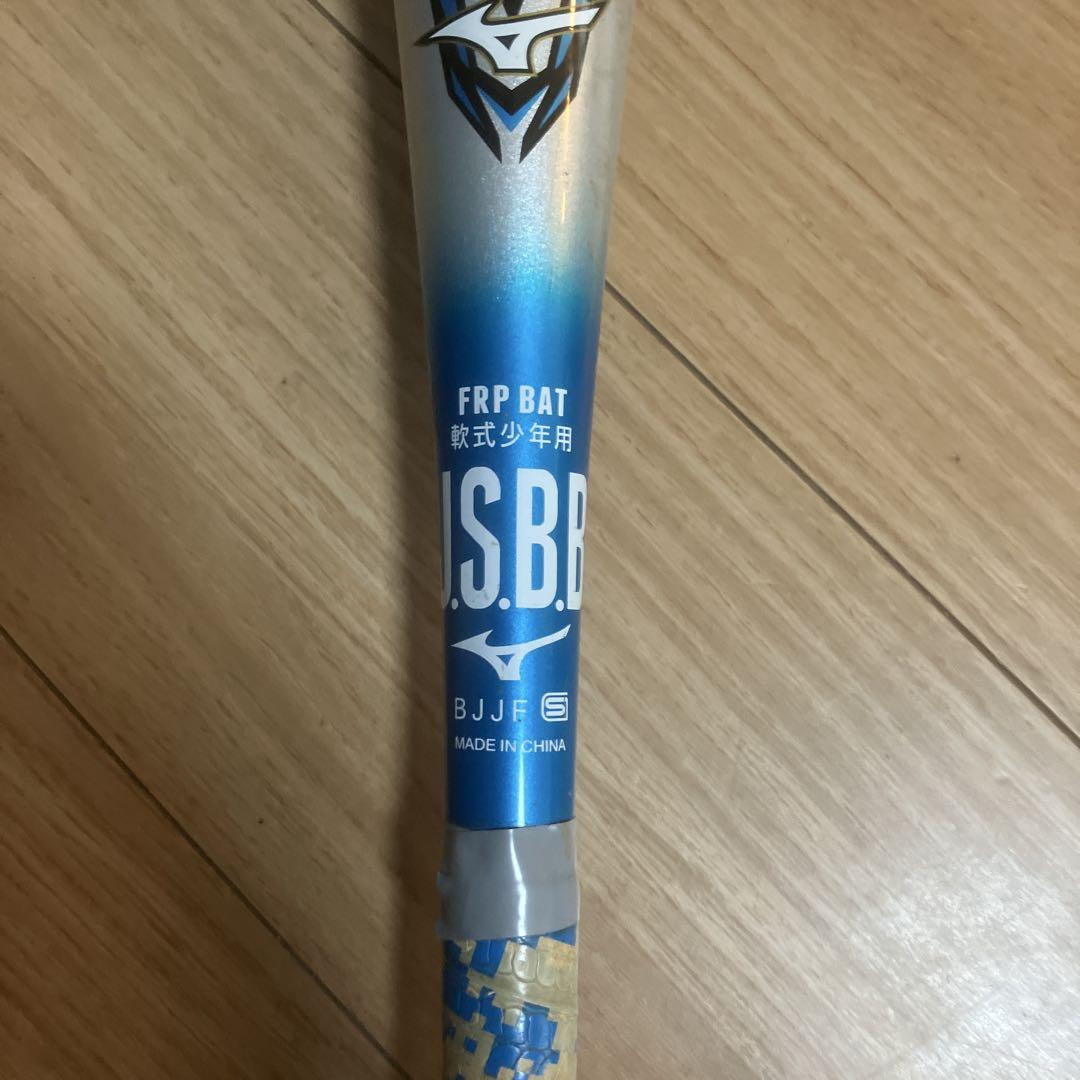 FRP BAT
軟式少年用
J.S.B.B
BJJF S
MADE IN CHINA